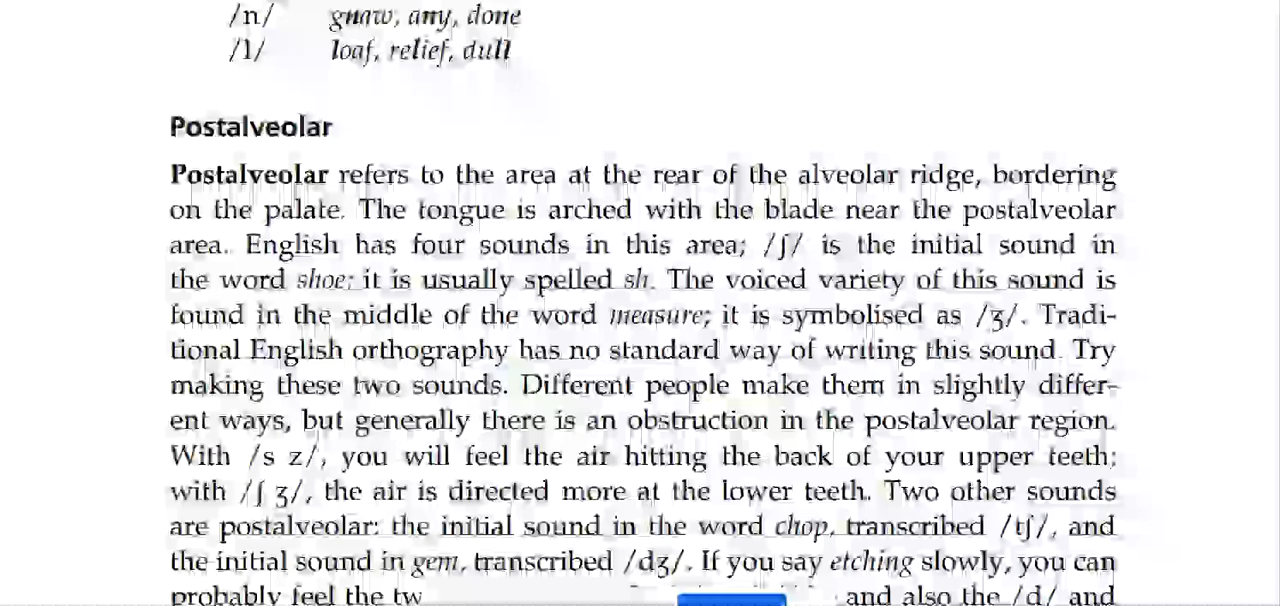 /n/ gnaw, any, done
/l/ loaf, relief, dull
Postalveolar
Postalveolar refers to the area at the rear of the alveolar ridge, bordering
on the palate. The tongue is arched with the blade near the postalveolar
area. English has four sounds in this area; /ʃ/ is the initial sound in
the word shoe; it is usually spelled sh. The voiced variety of this sound is
found in the middle of the word measure; it is symbolised as /ʒ/. Tradi-
tional English orthography has no standard way of writing this sound. Try
making these two sounds. Different people make them in slightly differ-
ent ways, but generally there is an obstruction in the postalveolar region.
With /s z/, you will feel the air hitting the back of your upper teeth;
with /ʃ ʒ/, the air is directed more at the lower teeth. Two other sounds
are postalveolar: the initial sound in the word chop, transcribed /tʃ/, and
the initial sound in gem, transcribed /dʒ/. If you say etching slowly, you can
probably feel the and also the /d/ and